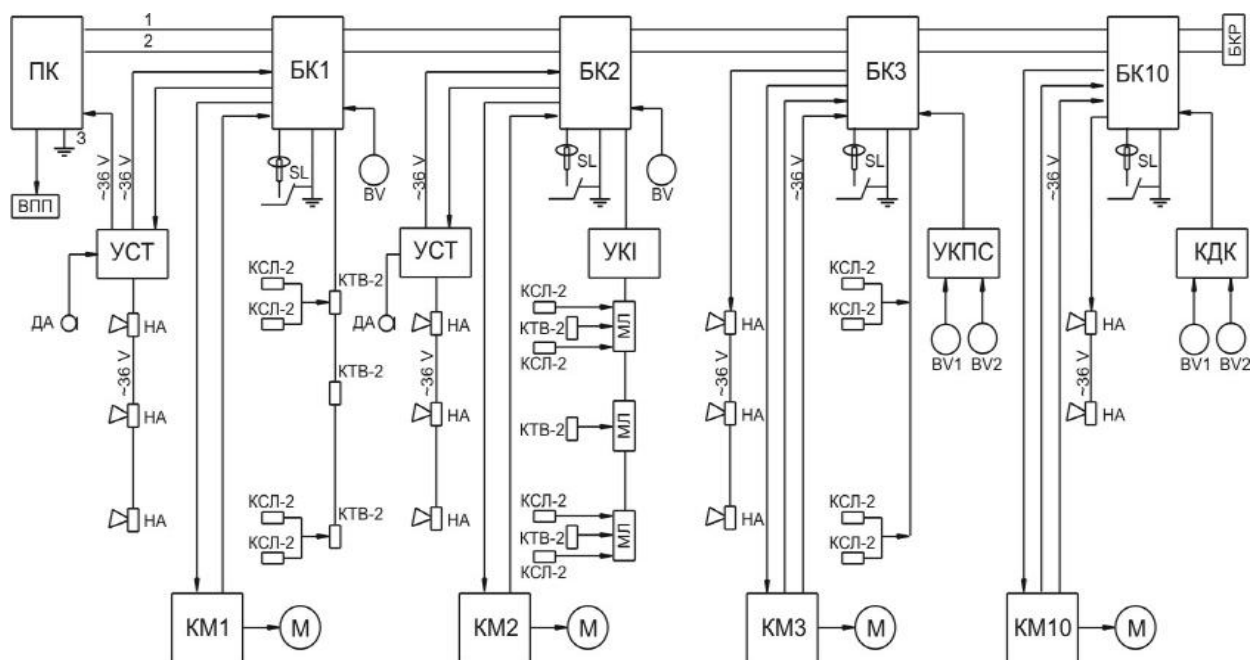 1
2
ПК
БК1
БК2
БК3
БК10
БКР
3
ВПП
~36 V
~36 V
SL
BV
~36 V
SL
BV
~36 V
SL
~36 V
SL
УСТ
УСТ
УКІ
УКПС
КДК
ДА
НА
~36 V
НА
НА
КСЛ-2
КСЛ-2
КТВ-2
КТВ-2
КСЛ-2
КСЛ-2
КТВ-2
ДА
НА
~36 V
НА
НА
КСЛ-2
КТВ-2
КСЛ-2
МЛ
КТВ-2
МЛ
КСЛ-2
КТВ-2
КСЛ-2
МЛ
НА
~36 V
НА
НА
КСЛ-2
КСЛ-2
КСЛ-2
КСЛ-2
BV1
BV2
НА
~36 V
НА
BV1
BV2
КМ1
М
КМ2
М
КМ3
М
КМ10
М